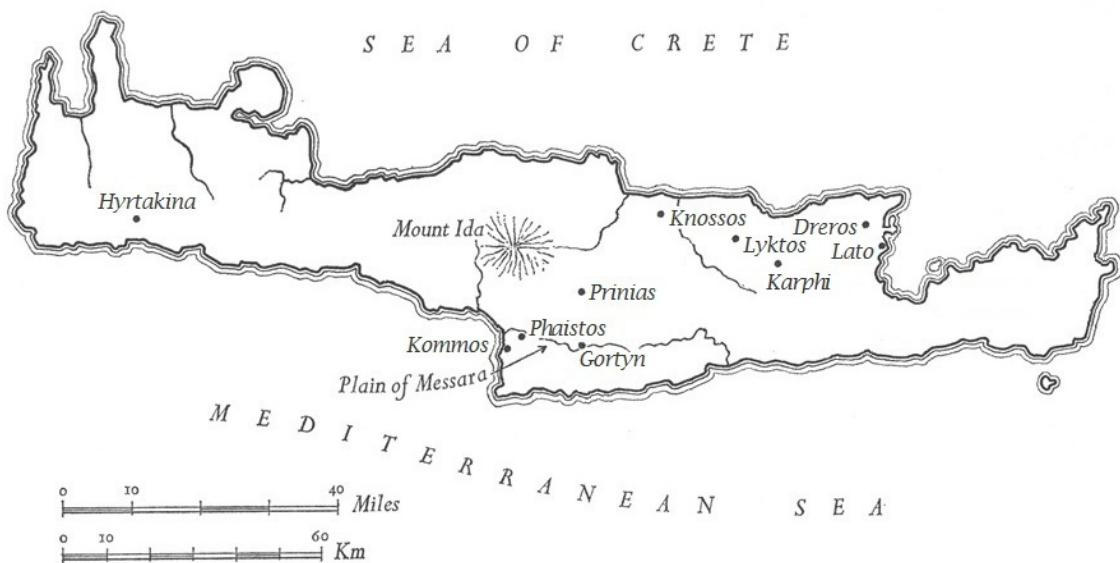 SEA OF CRETE
Hyrtakina
Mount Ida
Knossos
Dreros
Lyktos
Lato
Karphi
Prinias
Phaistos
Kommos
Gortyn
Plain of Messara
MEDITERRANEAN SEA
0 10 40 Miles
0 10 60 Km